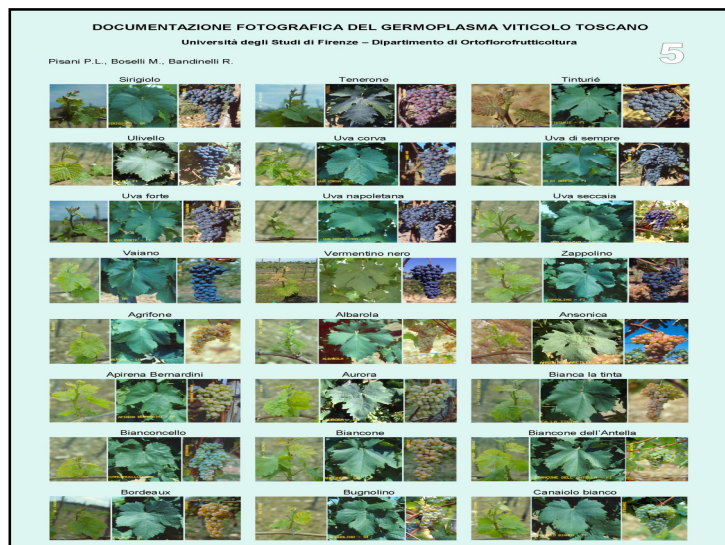 DOCUMENTAZIONE FOTOGRAFICA DEL GERMOPLASMA VITICOLO TOSCANO
Università degli Studi di Firenze – Dipartimento di Ortoflorofrutticoltura
5
Pisani P.L., Boselli M., Bandinelli R.
Sirigiolo Tenerone Tinturié
Ulivello Uva corva Uva di sempre
Uva forte Uva napoletana Uva seccaia
Vaiano Vermentino nero Zappolino
Agrifone Albarola Ansonica
Apirena Bernardini Aurora Bianca la tinta
Bianconcello Biancone Biancone dell'Antella
Bordeaux Bugnolino Canaiolo bianco